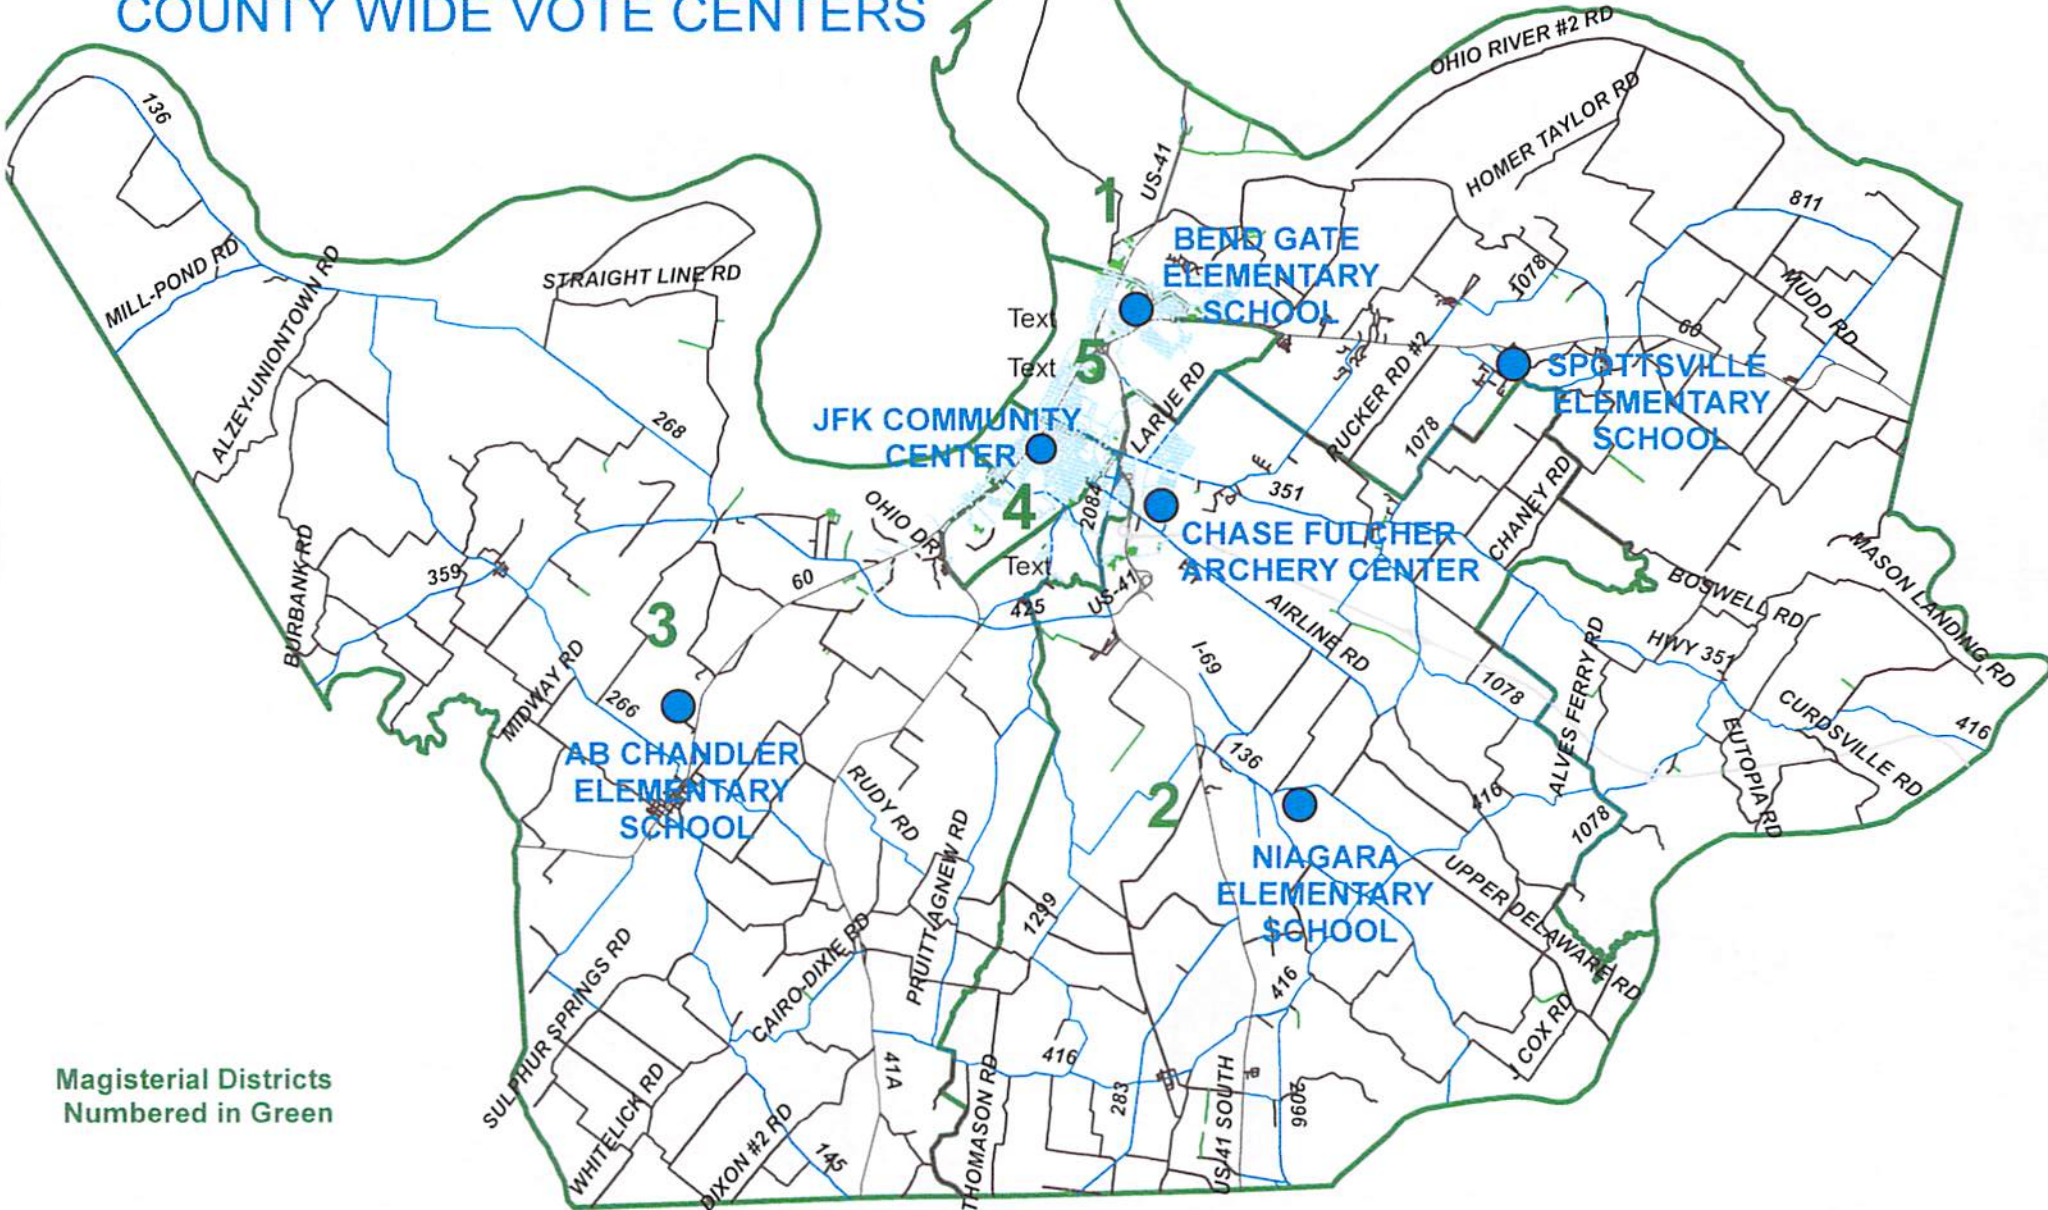 COUNTY WIDE VOTE CENTERS
OHIO RIVER #2 RD
136
HOMER TAYLOR RD
US-41
1
811
BEND GATE
ELEMENTARY
SCHOOL
MILL-POND RD
ALZEY-UNIONTOWN RD
STRAIGHT LINE RD
1078
MUDD RD
Text
60
Text
5
LARUE RD
RUCKER RD #2
SPOTTSVILLE
ELEMENTARY
SCHOOL
268
JFK COMMUNITY
CENTER
1078
351
CHANEY RD
OHIO DR
4
2084
CHASE FULCHER
ARCHERY CENTER
MASON LANDING RD
BURBANK RD
359
60
Text
425
US-41
BOSWELL RD
3
AIRLINE RD
HWY 351
I-69
MIDWAY RD
266
1078
ALVES FERRY RD
CURDSVILLE RD
416
EUTOPIA RD
AB CHANDLER
ELEMENTARY
SCHOOL
RUDY RD
136
2
416
1078
PRUITT-AGNEW RD
NIAGARA
ELEMENTARY
SCHOOL
UPPER DELAWARE RD
1299
SULPHUR SPRINGS RD
CAIRO-DIXIE RD
416
J COX RD
41A
416
Magisterial Districts
Numbered in Green
WHITELICK RD
DIXON #2 RD
145
THOMASON RD
283
US 41 SOUTH
2096